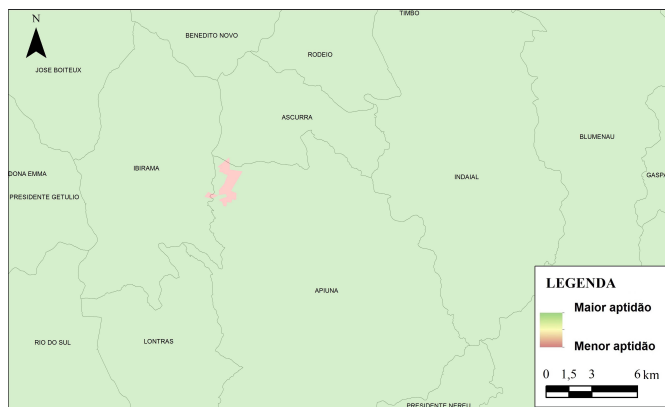 TIMBO
N
BENEDITO NOVO
RODEIO
JOSE BOITEUX
ASCURRA
BLUMENAU
IBIRAMA
DONA EMMA
INDAIAL
GASPA
PRESIDENTE GETULIO
LEGENDA
Maior aptidão
Menor aptidão
APIUNA
RIO DO SUL
LONTRAS
0 1,5 3 6 km
PRESIDENTE NEREU